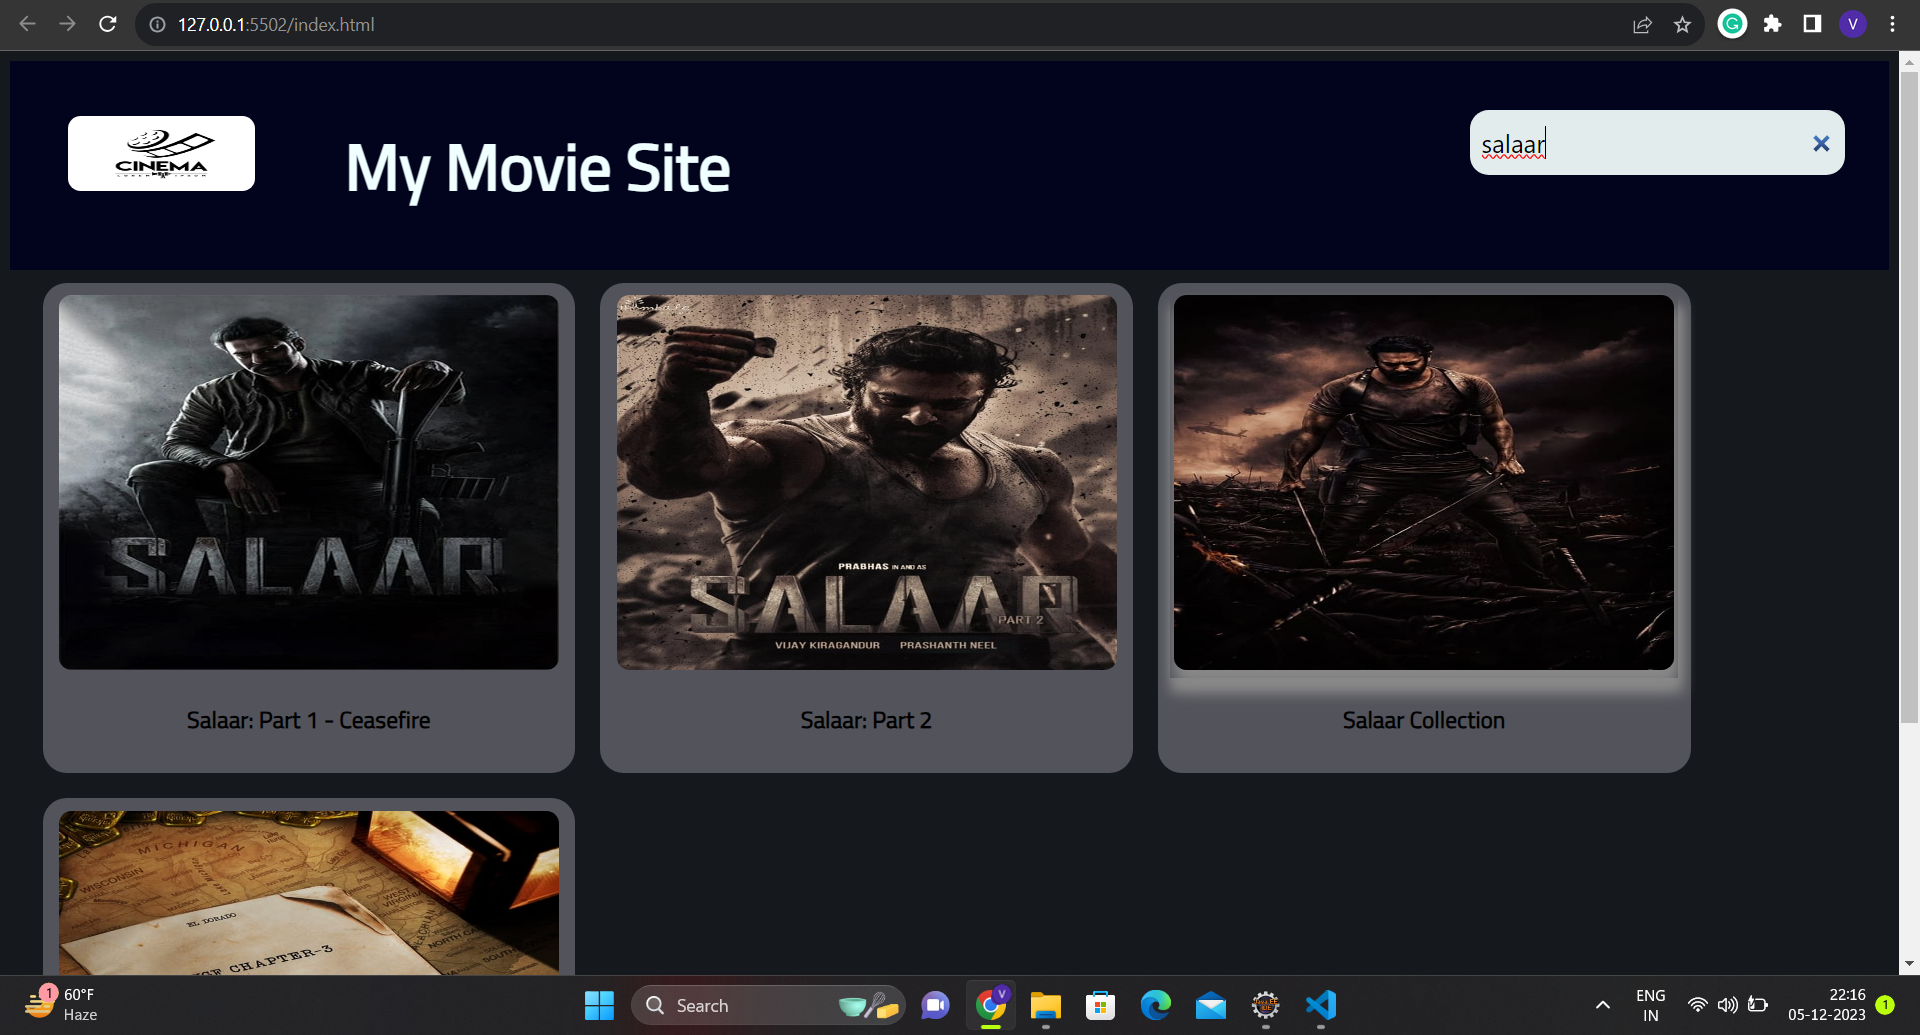 127.0.0.1:5502/index.html
V
CINEMA
My Movie Site
salaar
SALAAR
PRABHAS IN AND AS
SALAAR
PART 2
VIJAY KIRAGANDUR PRASHANTH NEEL
Salaar: Part 1 - Ceasefire
Salaar: Part 2
Salaar Collection
MICHIGAN
WISCONSIN
EL DORADO
CHAPTER-3
1
60°F
Haze
Search
V
ENG
IN
22:16
05-12-2023
1